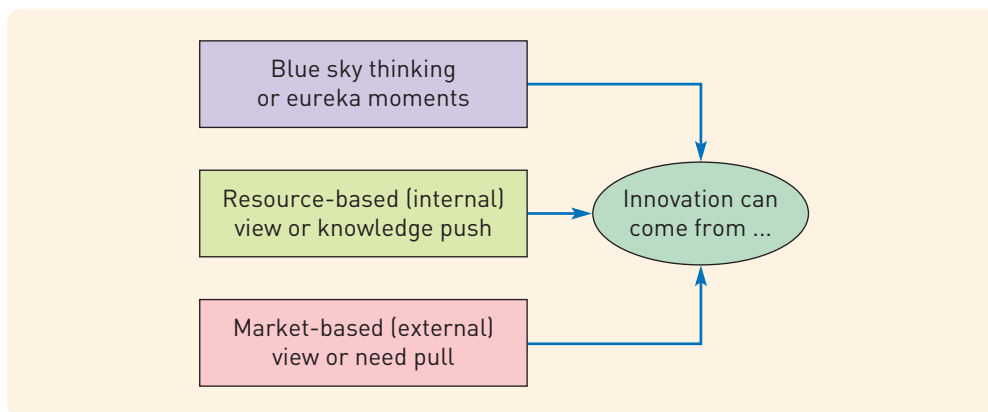 Blue sky thinking
or eureka moments
Resource-based (internal)
view or knowledge push
Innovation can
come from ...
Market-based (external)
view or need pull